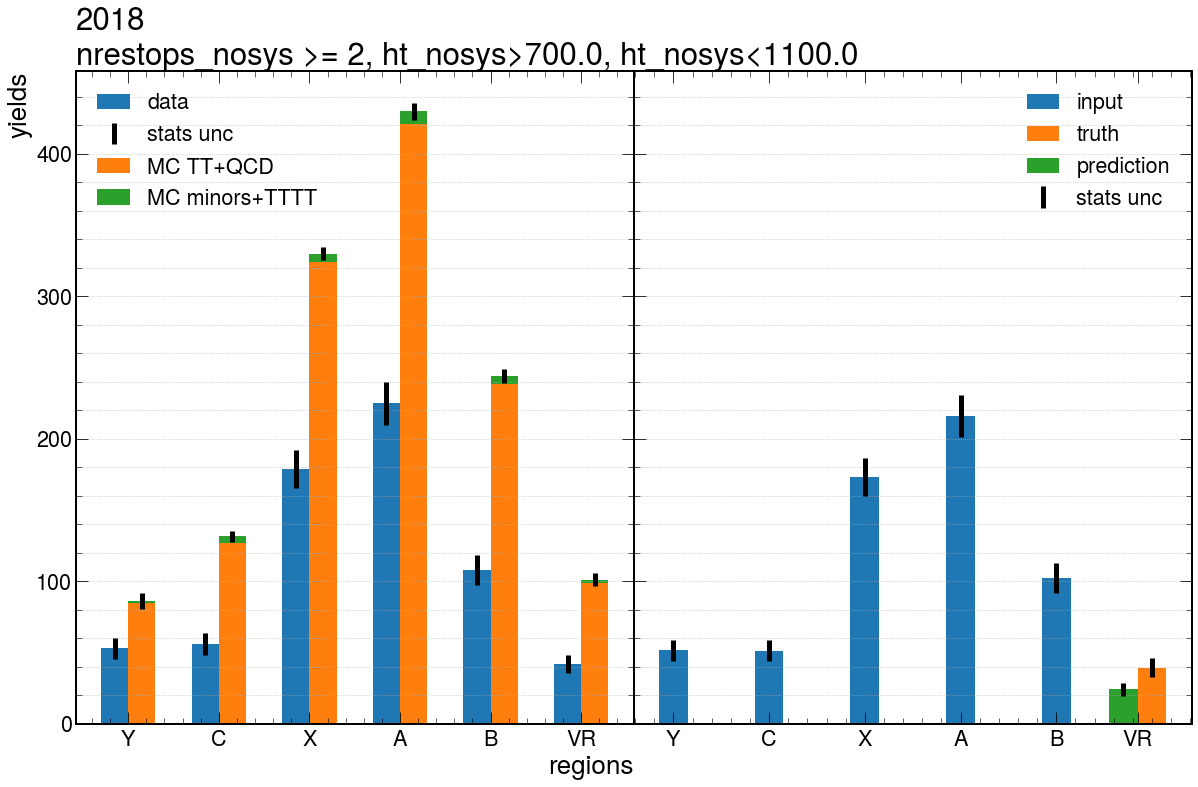 2018
nrestops_nosys >= 2, ht_nosys>700.0, ht_nosys<1100.0
yields
400
300
200
100
0
data
stats unc
MC TT+QCD
MC minors+TTTT
input
truth
prediction
stats unc
Y C X A B VR
Y C X A B VR
regions